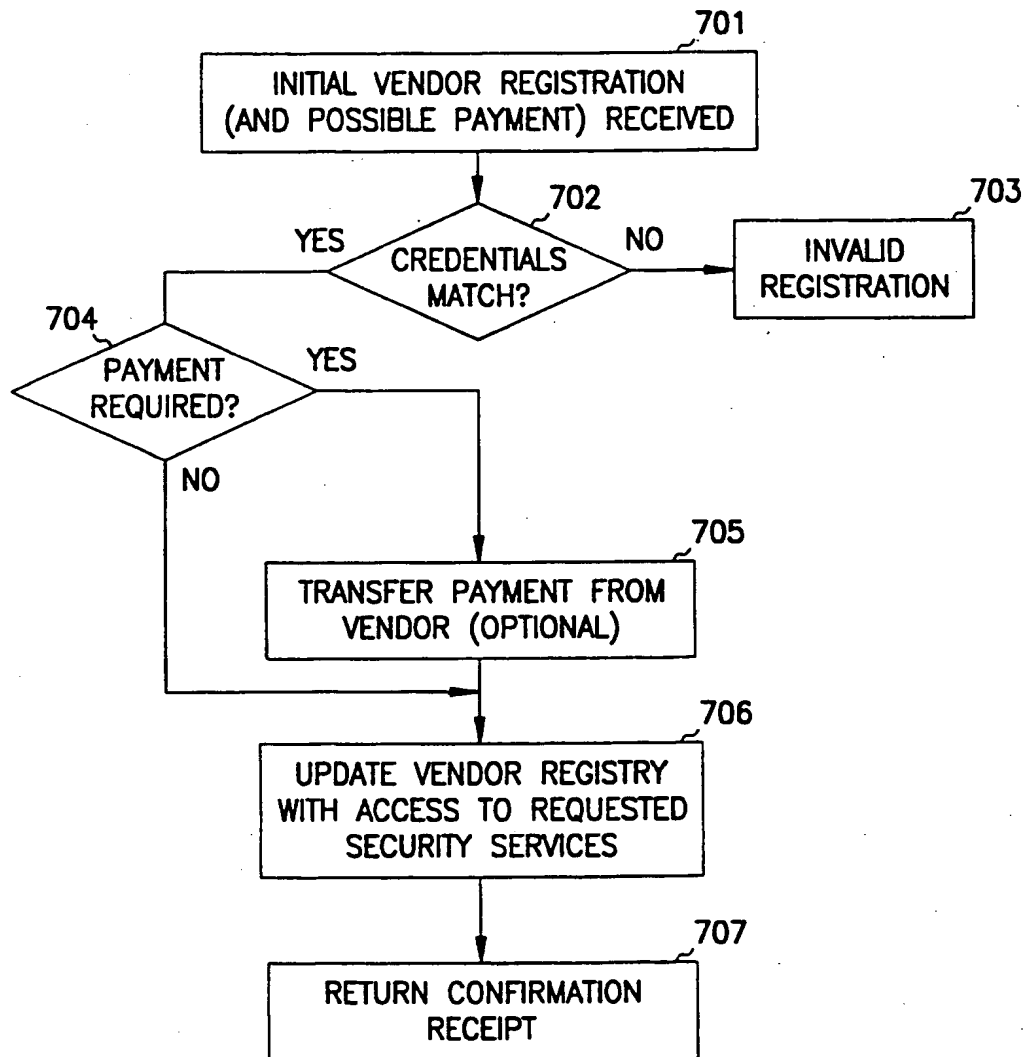 701
INITIAL VENDOR REGISTRATION
(AND POSSIBLE PAYMENT) RECEIVED
702
YES
CREDENTIALS
MATCH?
NO
703
INVALID
REGISTRATION
704
PAYMENT
REQUIRED?
YES
NO
705
TRANSFER PAYMENT FROM
VENDOR (OPTIONAL)
706
UPDATE VENDOR REGISTRY
WITH ACCESS TO REQUESTED
SECURITY SERVICES
707
RETURN CONFIRMATION
RECEIPT